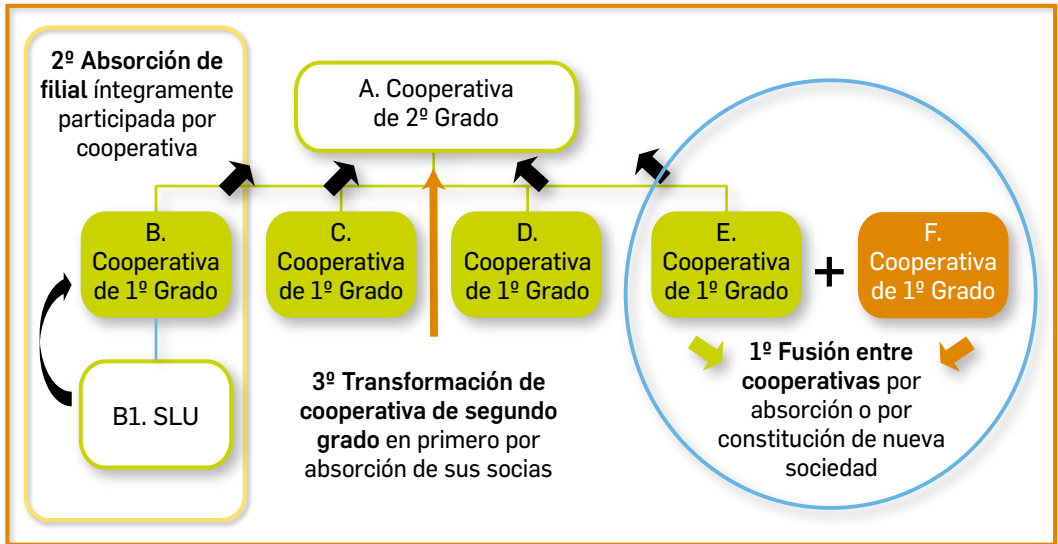 2º Absorción de
filial íntegramente
participada por
cooperativa
A. Cooperativa
de 2º Grado
B.
Cooperativa
de 1º Grado
C.
Cooperativa
de 1º Grado
D.
Cooperativa
de 1º Grado
E.
Cooperativa
de 1º Grado
+
F.
Cooperativa
de 1º Grado
B1. SLU
3º Transformación de
cooperativa de segundo
grado en primero por
absorción de sus socias
1º Fusión entre
cooperativas por
absorción o por
constitución de nueva
sociedad